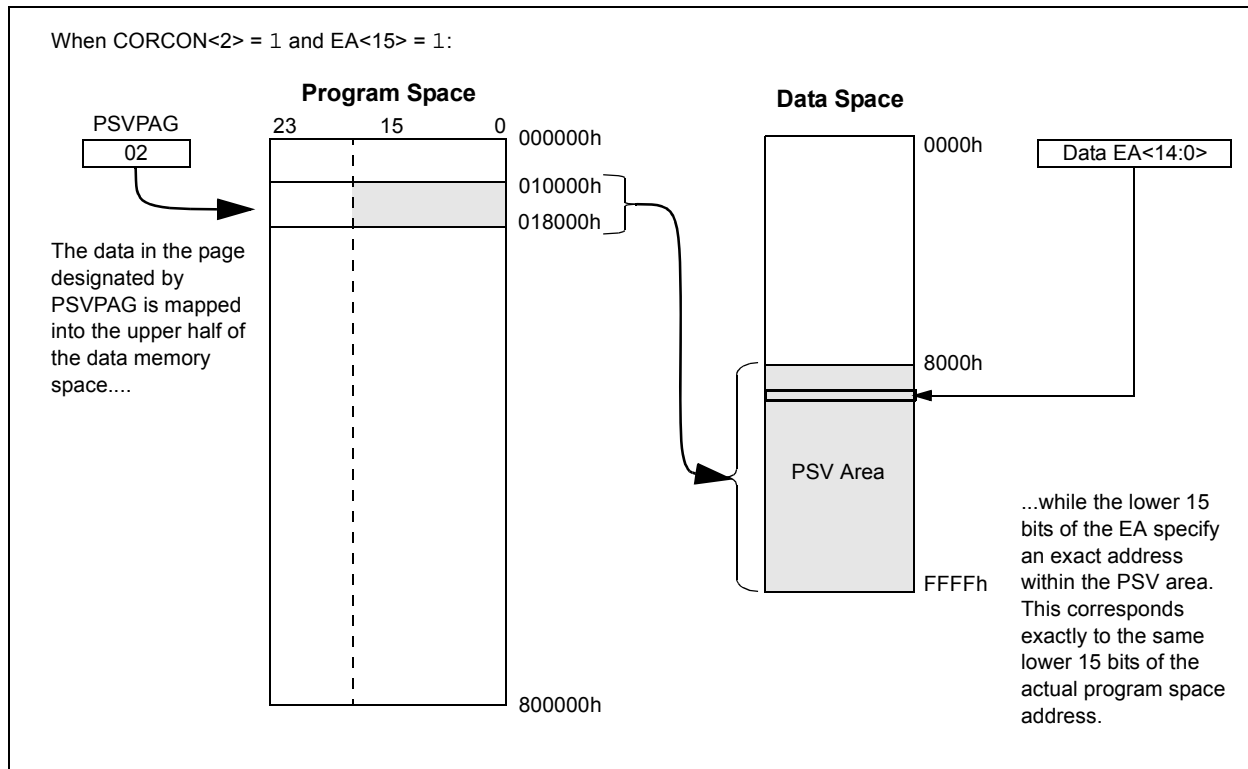 When CORCON<2> = 1 and EA<15> = 1:
Program Space
23 15 0
PSVPAG
02
000000h
010000h
018000h
800000h
The data in the page
designated by
PSVPAG is mapped
into the upper half of
the data memory
space....
Data Space
0000h
8000h
PSV Area
FFFFh
Data EA<14:0>
...while the lower 15
bits of the EA specify
an exact address
within the PSV area.
This corresponds
exactly to the same
lower 15 bits of the
actual program space
address.